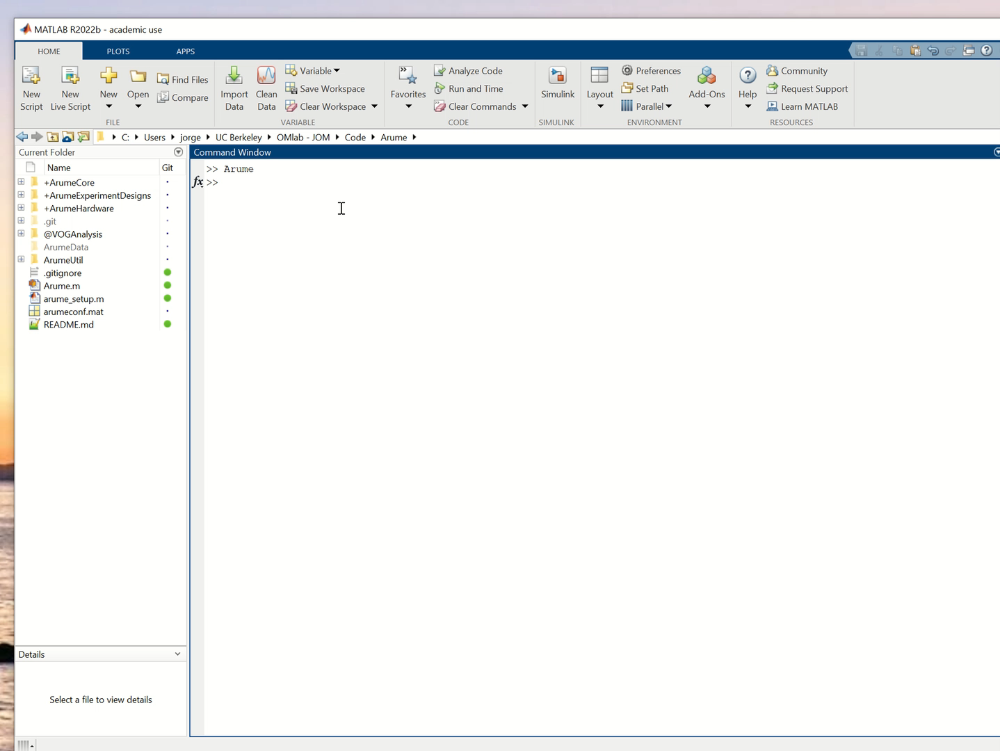 MATLAB R2022b - academic use
HOME PLOTS APPS
New Script
New Live Script
New
Open
Find Files
Compare
Import Data
Clean Data
Variable
Save Workspace
Clear Workspace
Favorites
Analyze Code
Run and Time
Clear Commands
Simulink
Layout
Preferences
Set Path
Parallel
Add-Ons
Help
Community
Request Support
Learn MATLAB
FILE VARIABLE CODE SIMULINK ENVIRONMENT RESOURCES
C: Users jorge UC Berkeley OMlab - JOM Code Arume
Current Folder
Name Git
+ArumeCore
+ArumeExperimentDesigns
+ArumeHardware
.git
@VOGAnalysis
ArumeData
ArumeUtil
.gitignore
Arume.m
arume_setup.m
arumeconf.mat
README.md
Details
Select a file to view details
Command Window
>> Arume
fx >>